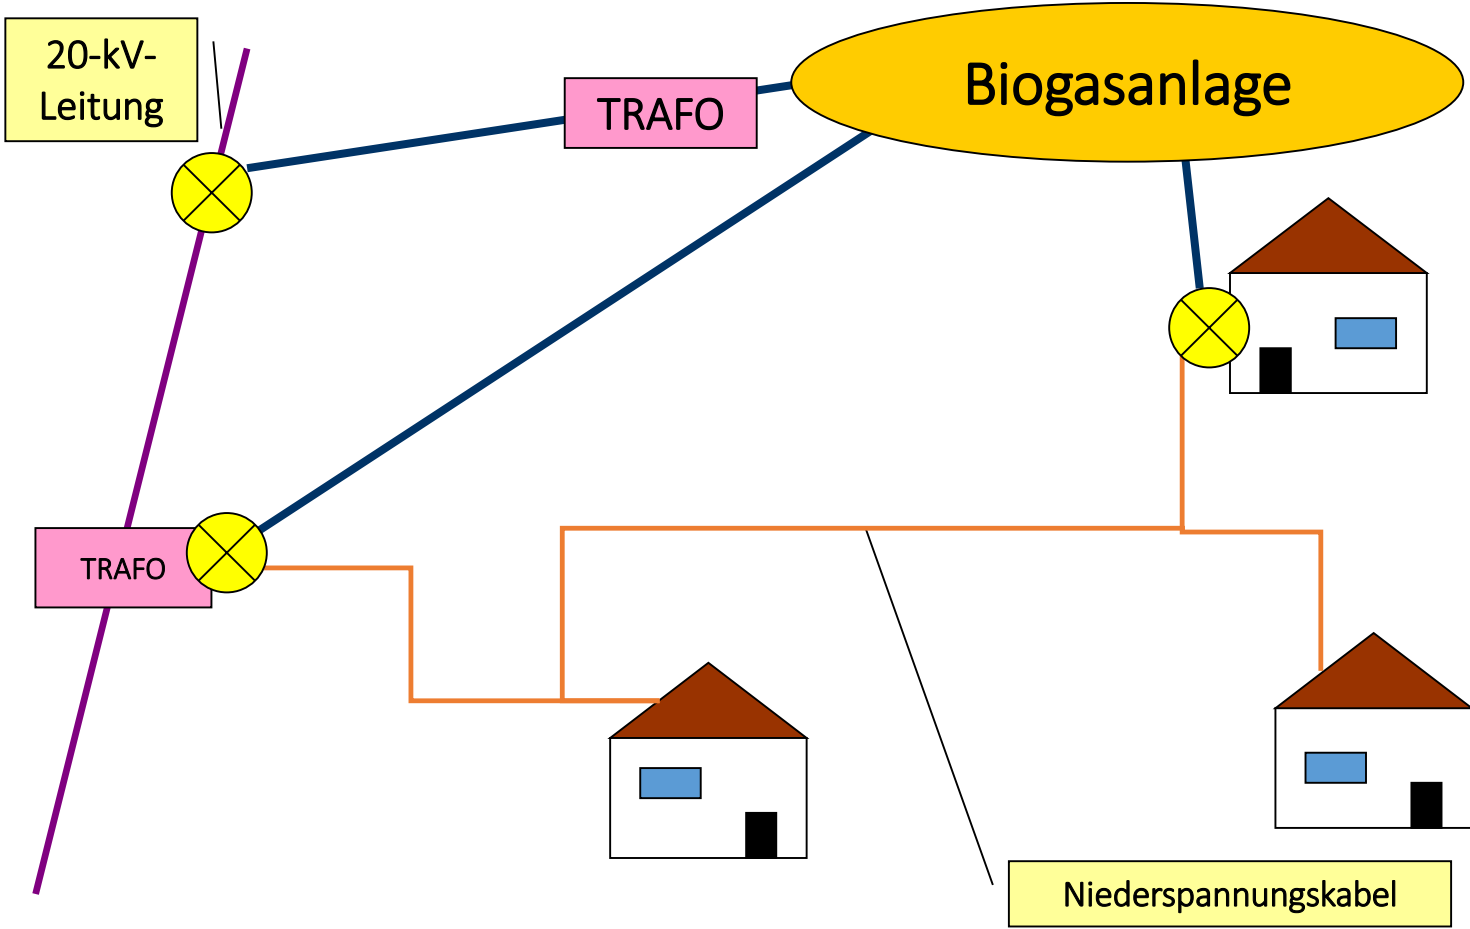 20-kV-
Leitung
TRAFO
Biogasanlage
TRAFO
Niederspannungskabel